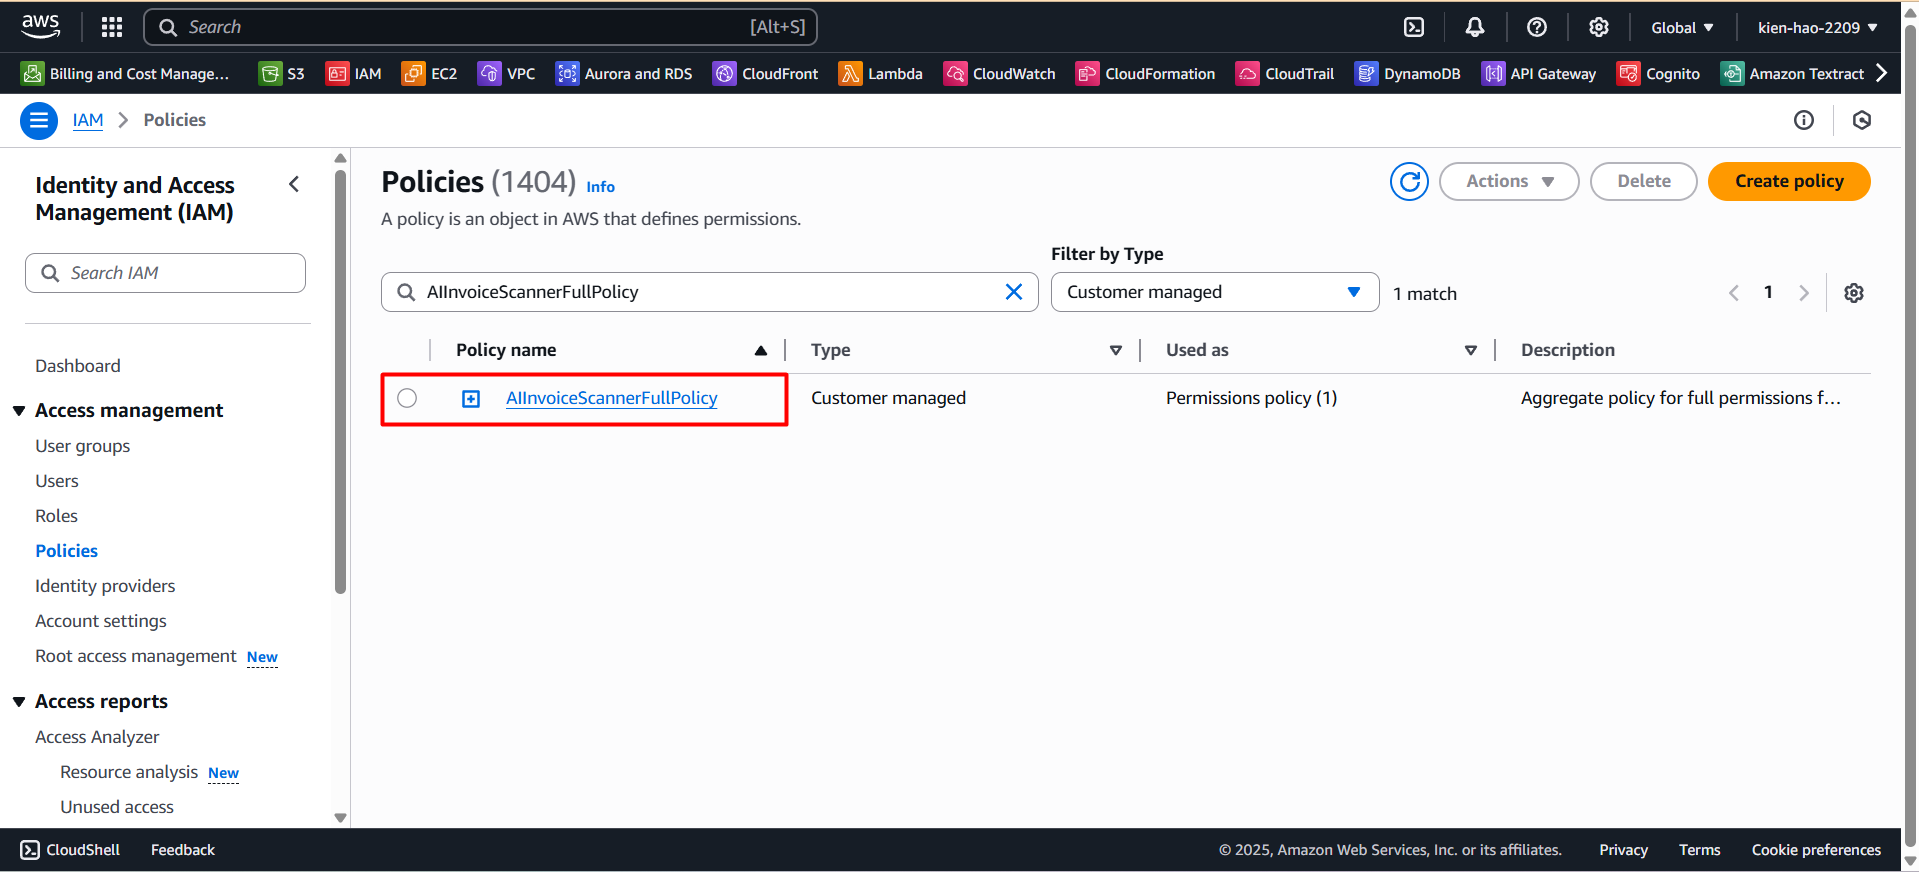 aws
Search [Alt+S]
Global
kien-hao-2209
Billing and Cost Manage...
S3
IAM
EC2
VPC
Aurora and RDS
CloudFront
Lambda
CloudWatch
CloudFormation
CloudTrail
DynamoDB
API Gateway
Cognito
Amazon Textract
IAM
Policies
Identity and Access
Management (IAM)
Search IAM
Dashboard
Access management
User groups
Users
Roles
Policies
Identity providers
Account settings
Root access management New
Access reports
Access Analyzer
Resource analysis New
Unused access
Policies (1404) Info
A policy is an object in AWS that defines permissions.
Actions
Delete
Create policy
Filter by Type
AIInvoiceScannerFullPolicy
Customer managed
1 match
1
Policy name
Type
Used as
Description
AIInvoiceScannerFullPolicy
Customer managed
Permissions policy (1)
Aggregate policy for full permissions f...
CloudShell
Feedback
© 2025, Amazon Web Services, Inc. or its affiliates.
Privacy
Terms
Cookie preferences